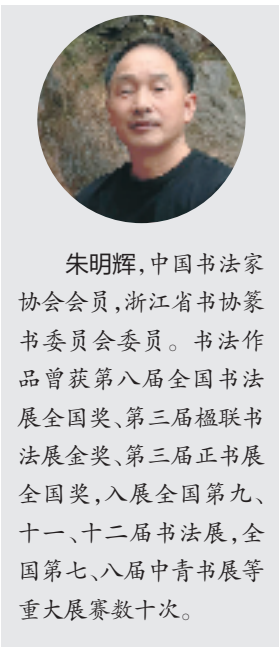 朱明辉,中国书法家
协会会员,浙江省书协篆
书委员会委员。书法作
品曾获第八届全国书法
展全国奖、第三届楹联书
法展金奖、第三届正书展
全国奖,入展全国第九、
十一、十二届书法展,全
国第七、八届中青书展等
重大展赛数十次。